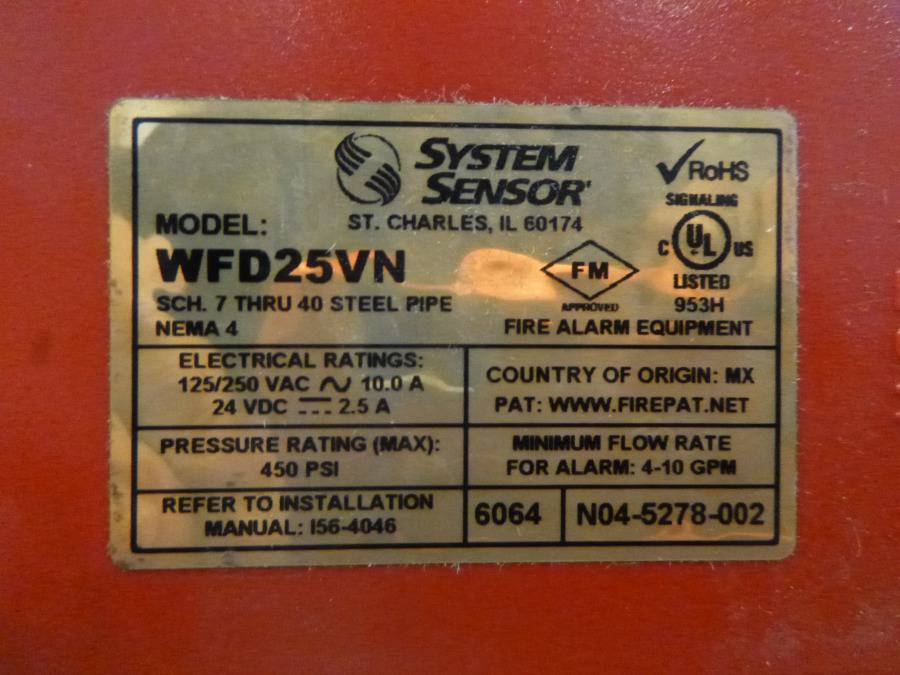 SYSTEM
SENSOR
ST. CHARLES, IL 60174
RoHS
MODEL:
WFD25VN
SCH. 7 THRU 40 STEEL PIPE
NEMA 4
FM
APPROVED
SIGNALING
C UL US
LISTED
953H
FIRE ALARM EQUIPMENT
ELECTRICAL RATINGS:
125/250 VAC 10.0 A
24 VDC 2.5 A
COUNTRY OF ORIGIN: MX
PAT: WWW.FIREPAT.NET
PRESSURE RATING (MAX):
450 PSI
MINIMUM FLOW RATE
FOR ALARM: 4-10 GPM
REFER TO INSTALLATION
MANUAL: I56-4046
6064
N04-5278-002